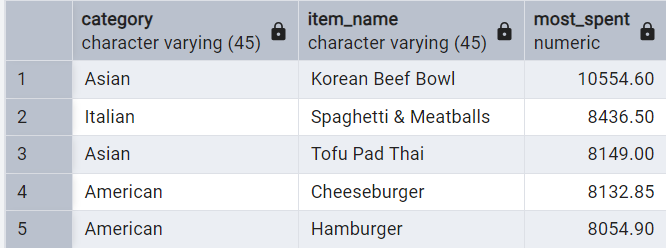 category item_name most_spent
character varying (45) character varying (45) numeric
1 Asian Korean Beef Bowl 10554.60
2 Italian Spaghetti & Meatballs 8436.50
3 Asian Tofu Pad Thai 8149.00
4 American Cheeseburger 8132.85
5 American Hamburger 8054.90